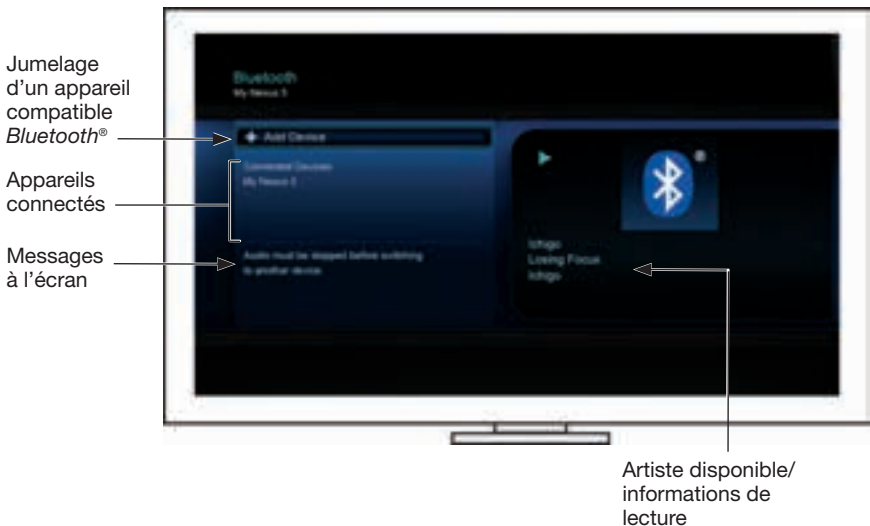 Jumelage
d'un appareil
compatible
Bluetooth®
Appareils
connectés
Messages
à l'écran
Bluetooth
My Nexus 5
+ Add Device
Connected Devices
My Nexus 5
Audio must be stopped before switching
to another device.
®
Ichigo
Losing Focus
Ichigo
Artiste disponible/
informations de
lecture